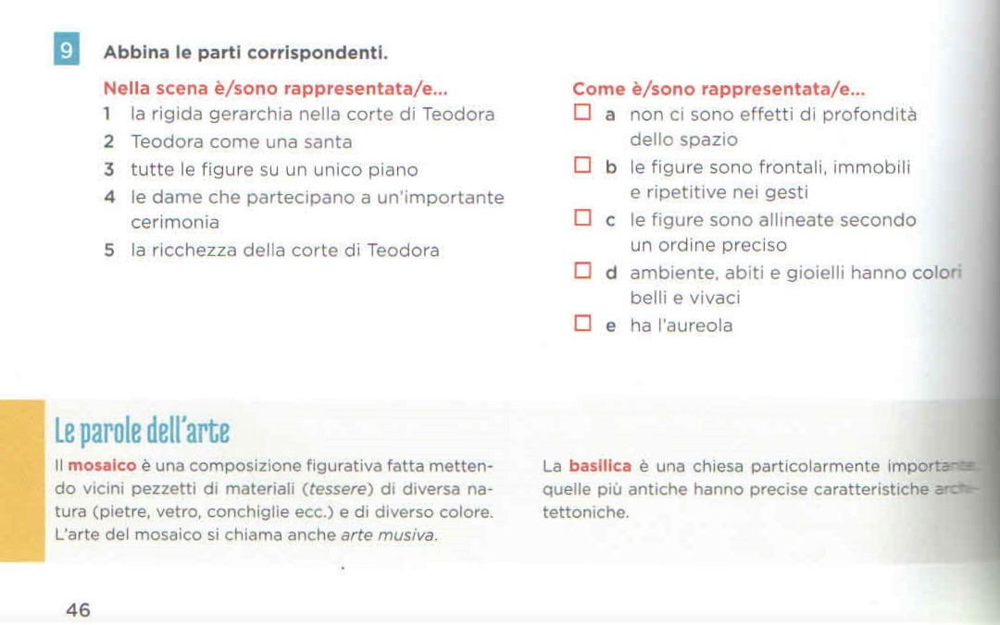 9 Abbina le parti corrispondenti.
Nella scena è/sono rappresentata/e...
1 la rigida gerarchia nella corte di Teodora
2 Teodora come una santa
3 tutte le figure su un unico piano
4 le dame che partecipano a un'importante
cerimonia
5 la ricchezza della corte di Teodora
Come è/sono rappresentata/e...
a non ci sono effetti di profondità
dello spazio
b le figure sono frontali, immobili
e ripetitive nei gesti
c le figure sono allineate secondo
un ordine preciso
d ambiente, abiti e gioielli hanno colori
belli e vivaci
e ha l'aureola
Le parole dell'arte
Il mosaico è una composizione figurativa fatta metten-
do vicini pezzetti di materiali (tessere) di diversa na-
tura (pietre, vetro, conchiglie ecc.) e di diverso colore.
L'arte del mosaico si chiama anche arte musiva.
La basilica è una chiesa particolarmente importante:
quelle più antiche hanno precise caratteristiche archi-
tettoniche.
46